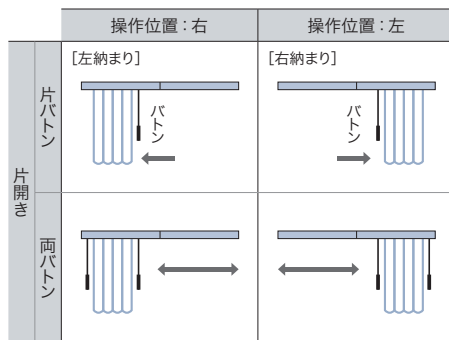 操作位置：右
操作位置：左
片開き
片バトン
[左納まり]
バトン
[右納まり]
バトン
両バトン